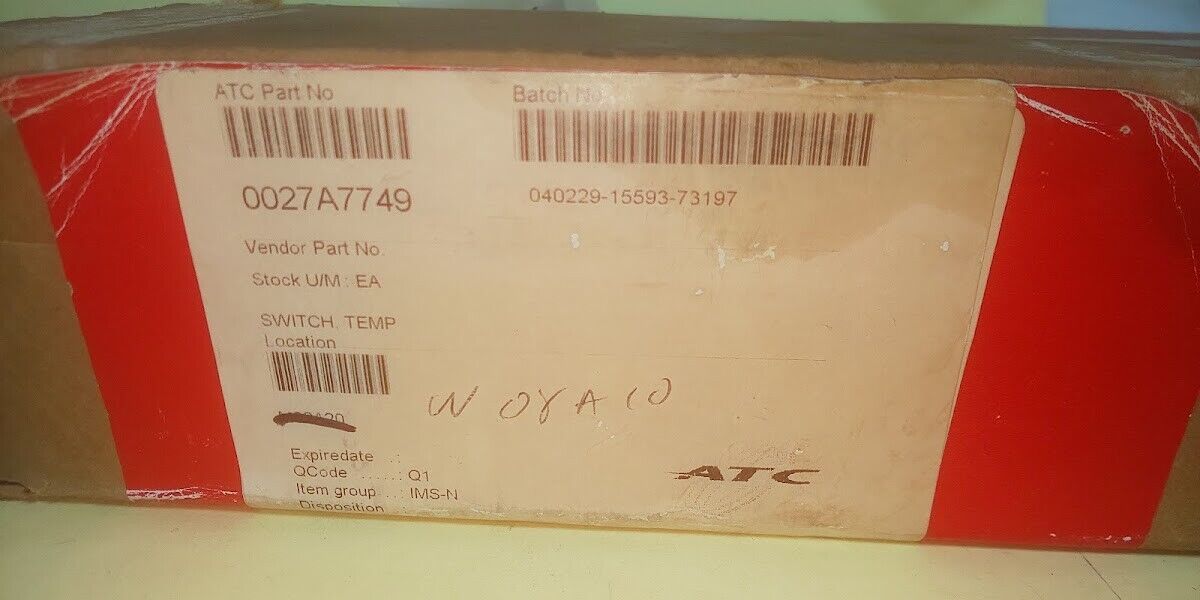 ATC Part No
Batch No.
0027A7749
040229-15593-73197
Vendor Part No.
Stock U/M : EA
SWITCH, TEMP
Location
W 08A10
Expiredate ..:
QCode ......: Q1
Item group ..: IMS-N
Disposition ..:
ATC